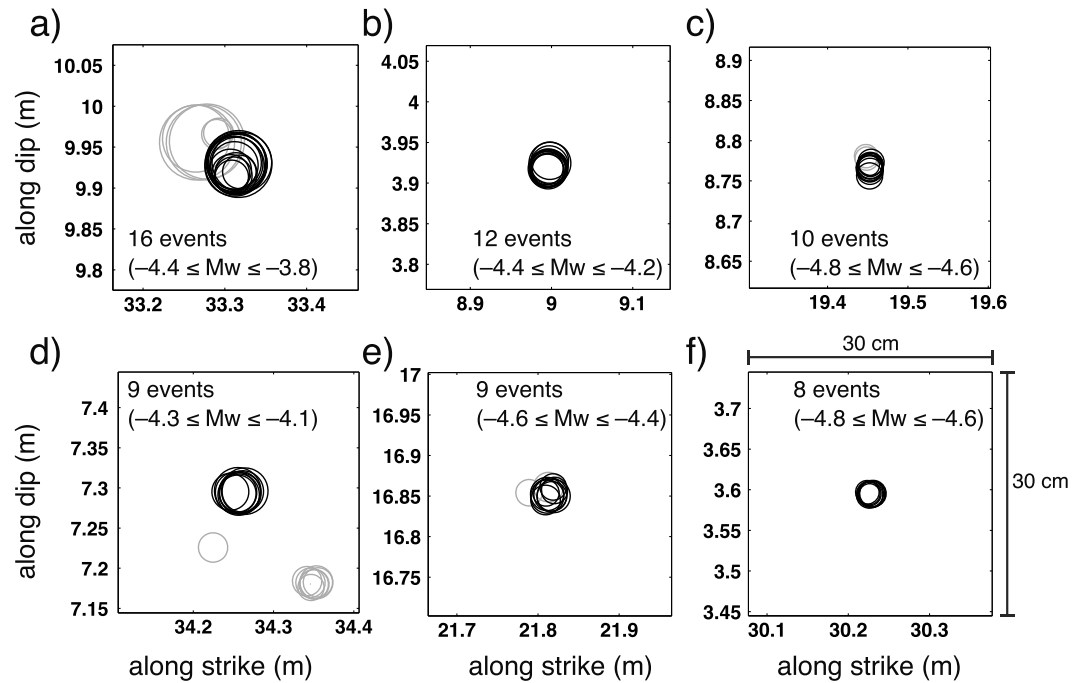 a)
10.05
10
9.95
9.9
9.85
9.8
along dip (m)
16 events
(−4.4 ≤ Mw ≤ −3.8)
33.2
33.3
33.4
b)
4.05
4
3.95
3.9
3.85
3.8
12 events
(−4.4 ≤ Mw ≤ −4.2)
8.9
9
9.1
c)
8.9
8.85
8.8
8.75
8.7
8.65
10 events
(−4.8 ≤ Mw ≤ −4.6)
19.4
19.5
19.6
d)
9 events
(−4.3 ≤ Mw ≤ −4.1)
7.4
7.35
7.3
7.25
7.2
7.15
along dip (m)
34.2
34.3
34.4
along strike (m)
e)
9 events
(−4.6 ≤ Mw ≤ −4.4)
17
16.95
16.9
16.85
16.8
16.75
21.7
21.8
21.9
along strike (m)
f)
30 cm
8 events
(−4.8 ≤ Mw ≤ −4.6)
3.7
3.65
3.6
3.55
3.5
3.45
30 cm
30.1
30.2
30.3
along strike (m)